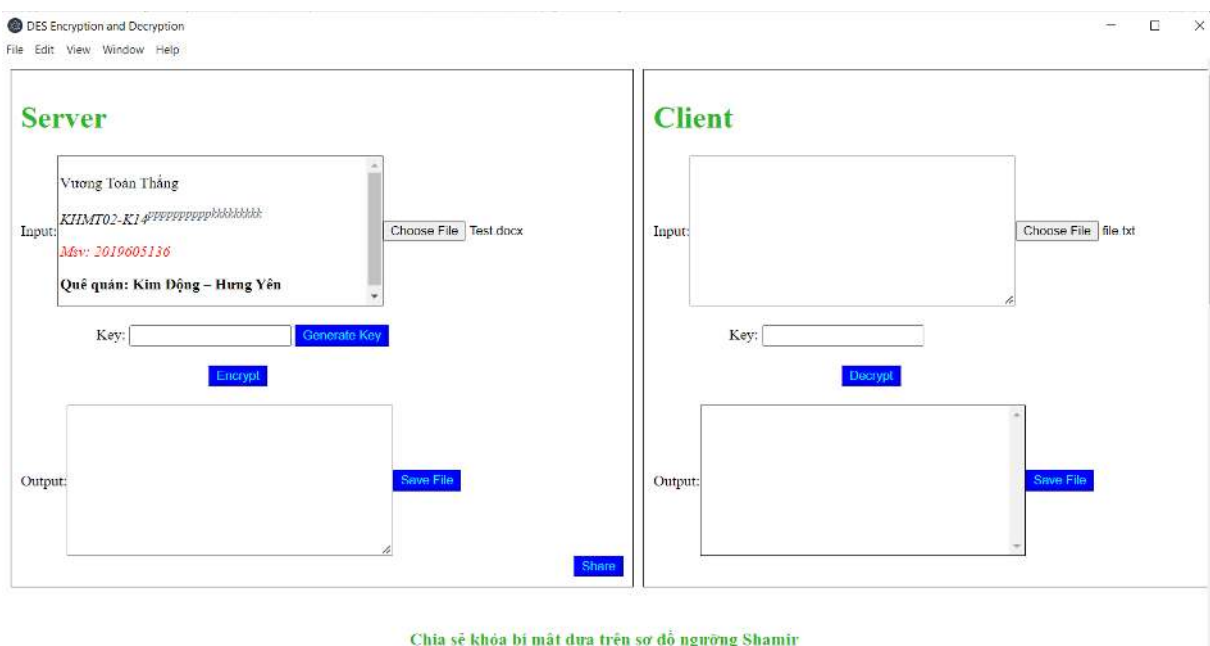 DES Encryption and Decryption
File Edit View Window Help
Server
Input:
Vương Toàn Thắng
KHMT02-K14
Msv: 2019605136
Quê quán: Kim Động – Hưng Yên
Choose File Test.docx
Key: Generate Key
Encrypt
Output:
Save File
Share
Client
Input:
Choose File file.txt
Key:
Decrypt
Output:
Save File
Chia sẽ khóa bí mật dựa trên sơ đồ ngưỡng Shamir